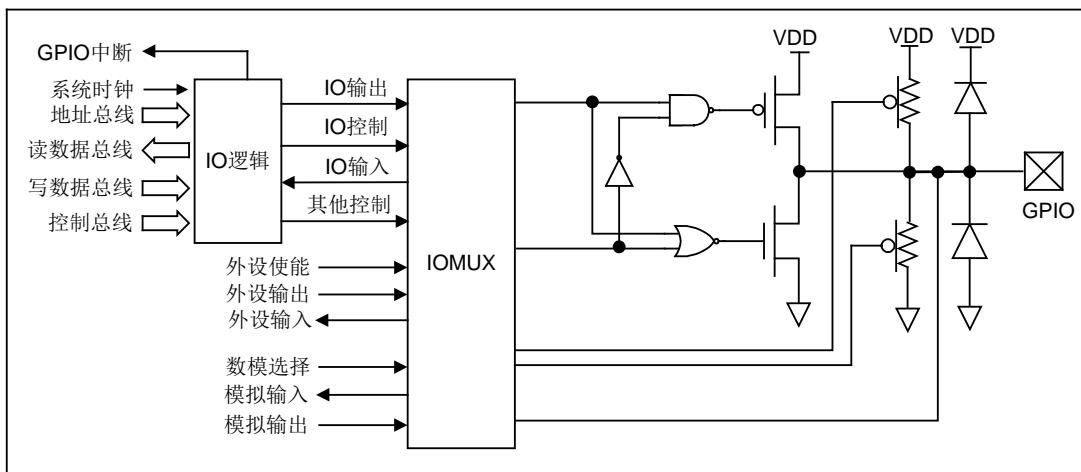 GPIO中断
系统时钟
地址总线
读数据总线
写数据总线
控制总线
IO逻辑
IO输出
IO控制
IO输入
其他控制
外设使能
外设输出
外设输入
数模选择
模拟输入
模拟输出
IOMUX
VDD
VDD
VDD
GPIO